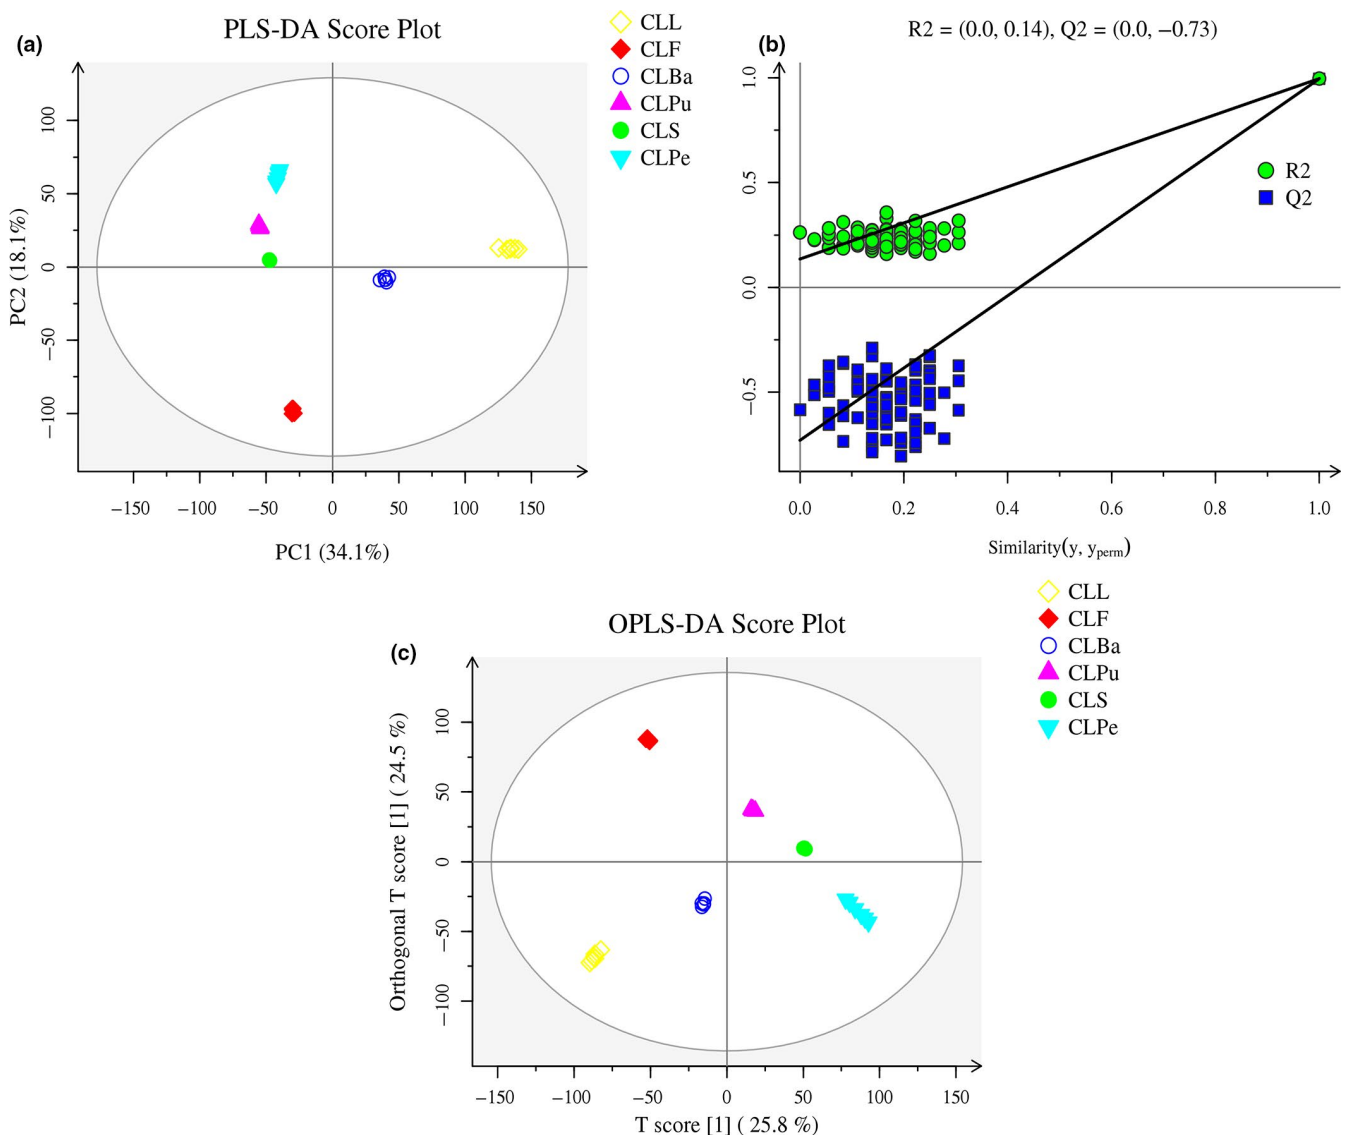 (a)
PLS-DA Score Plot
CLL
CLF
CLBa
CLPu
CLS
CLPe
PC2 (18.1%)
100
50
0
−50
−100
−150 −100 −50 0 50 100 150
PC1 (34.1%)
(b)
R2 = (0.0, 0.14), Q2 = (0.0, −0.73)
1.0
0.5
0.0
−0.5
R2
Q2
0.0 0.2 0.4 0.6 0.8 1.0
Similarity(y, yperm)
(c)
OPLS-DA Score Plot
CLL
CLF
CLBa
CLPu
CLS
CLPe
Orthogonal T score [1] ( 24.5 %)
100
50
0
−50
−100
−150 −100 −50 0 50 100 150
T score [1] ( 25.8 %)